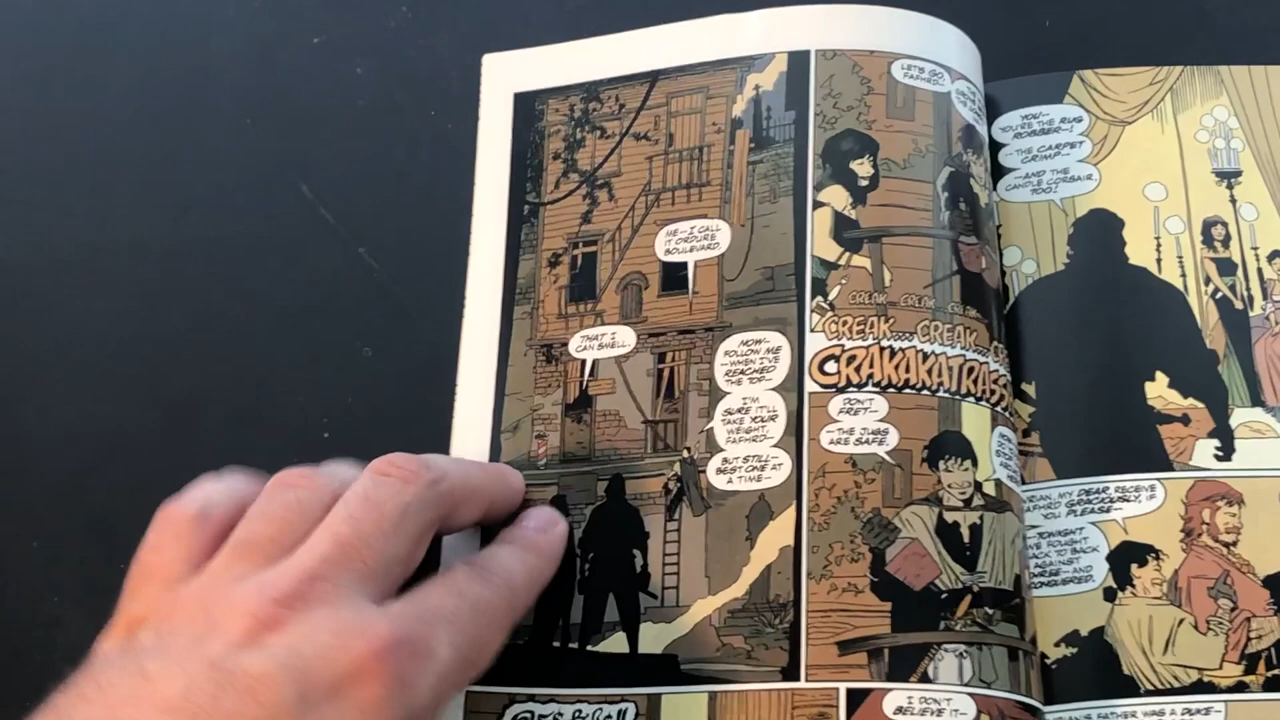 ME—I CALL
IT ORDURE
BOULEVARD.
THAT I
CAN SMELL.
NOW—
FOLLOW ME
—WHEN I'VE
REACHED
THE TOP—
I'M
SURE IT'LL
TAKE YOUR
WEIGHT,
FAFHRD—
BUT STILL—
BEST ONE AT
A TIME—
LET'S GO,
FAFHRD—
CREAK...CREAK...CREAK...
CREAK... CREAK...
CRAKAKATRASS
DON'T
FRET—
—THE JUGS
ARE SAFE.
I DON'T
BELIEVE IT—
YOU—
YOU'RE THE RUG
ROBBER—!
—THE CARPET
CRIMP—
—AND THE
CANDLE CORSAIR,
TOO!
MY DEAR, RECEIVE
GRACIOUSLY, IF
YOU PLEASE—
—TONIGHT
WE FOUGHT
BACK TO BACK
AGAINST
THREE—AND
CONQUERED.
FATHER WAS A DUKE—